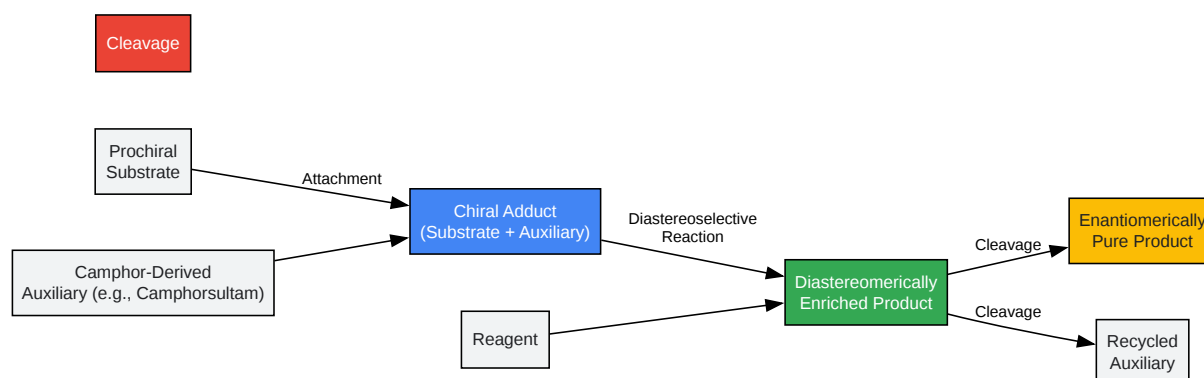 Cleavage
Prochiral
Substrate
Attachment
Camphor-Derived
Auxiliary (e.g., Camphorsultam)
Chiral Adduct
(Substrate + Auxiliary)
Diastereoselective
Reaction
Reagent
Diastereomerically
Enriched Product
Cleavage
Enantiomerically
Pure Product
Cleavage
Recycled
Auxiliary